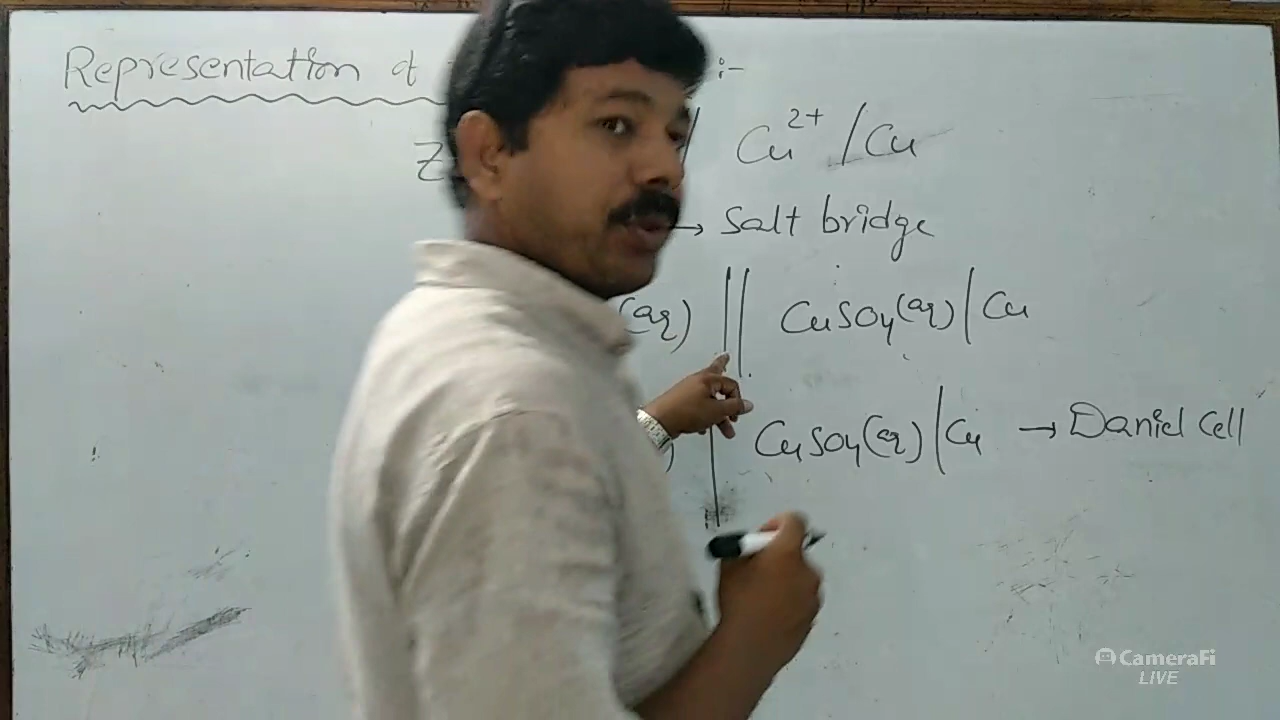 Representation of :-
Z Cu²⁺/Cu
→ Salt bridge
(aq) || CuSO₄(aq)|Cu
) | CuSO₄(aq)|Cu → Daniel Cell
CameraFi
LIVE